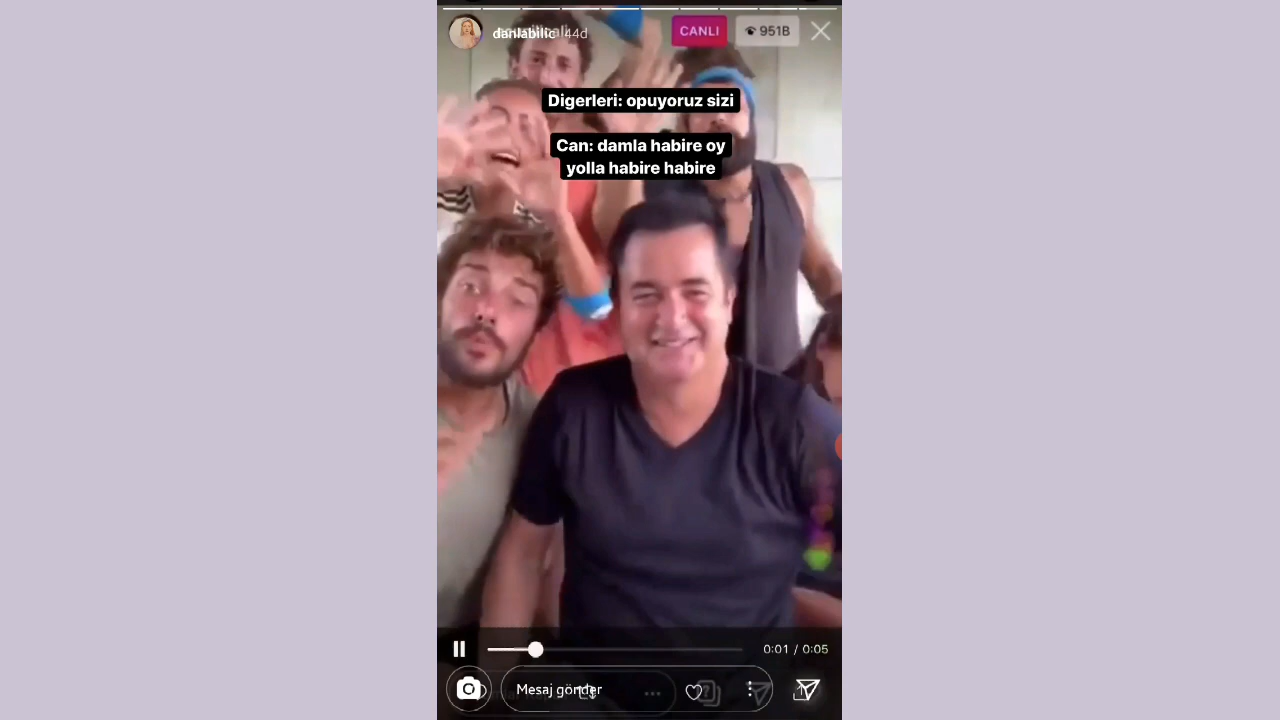 danlabilic 44d
CANLI
951B
Digerleri: opuyoruz sizi
Can: damla habire oy
yolla habire habire
0:01 / 0:05
Mesaj gönder